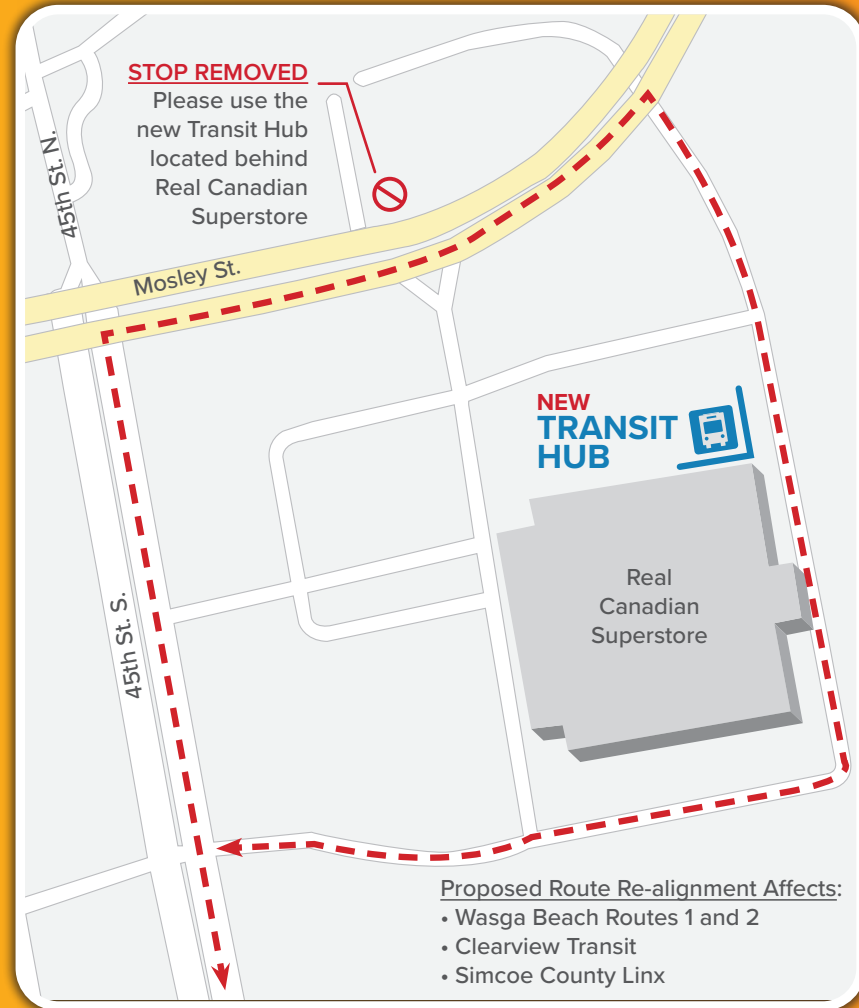 STOP REMOVED
Please use the
new Transit Hub
located behind
Real Canadian
Superstore
45th St. N.
Mosley St.
NEW
TRANSIT
HUB
Real
Canadian
Superstore
45th St. S.
Proposed Route Re-alignment Affects:
• Wasga Beach Routes 1 and 2
• Clearview Transit
• Simcoe County Linx